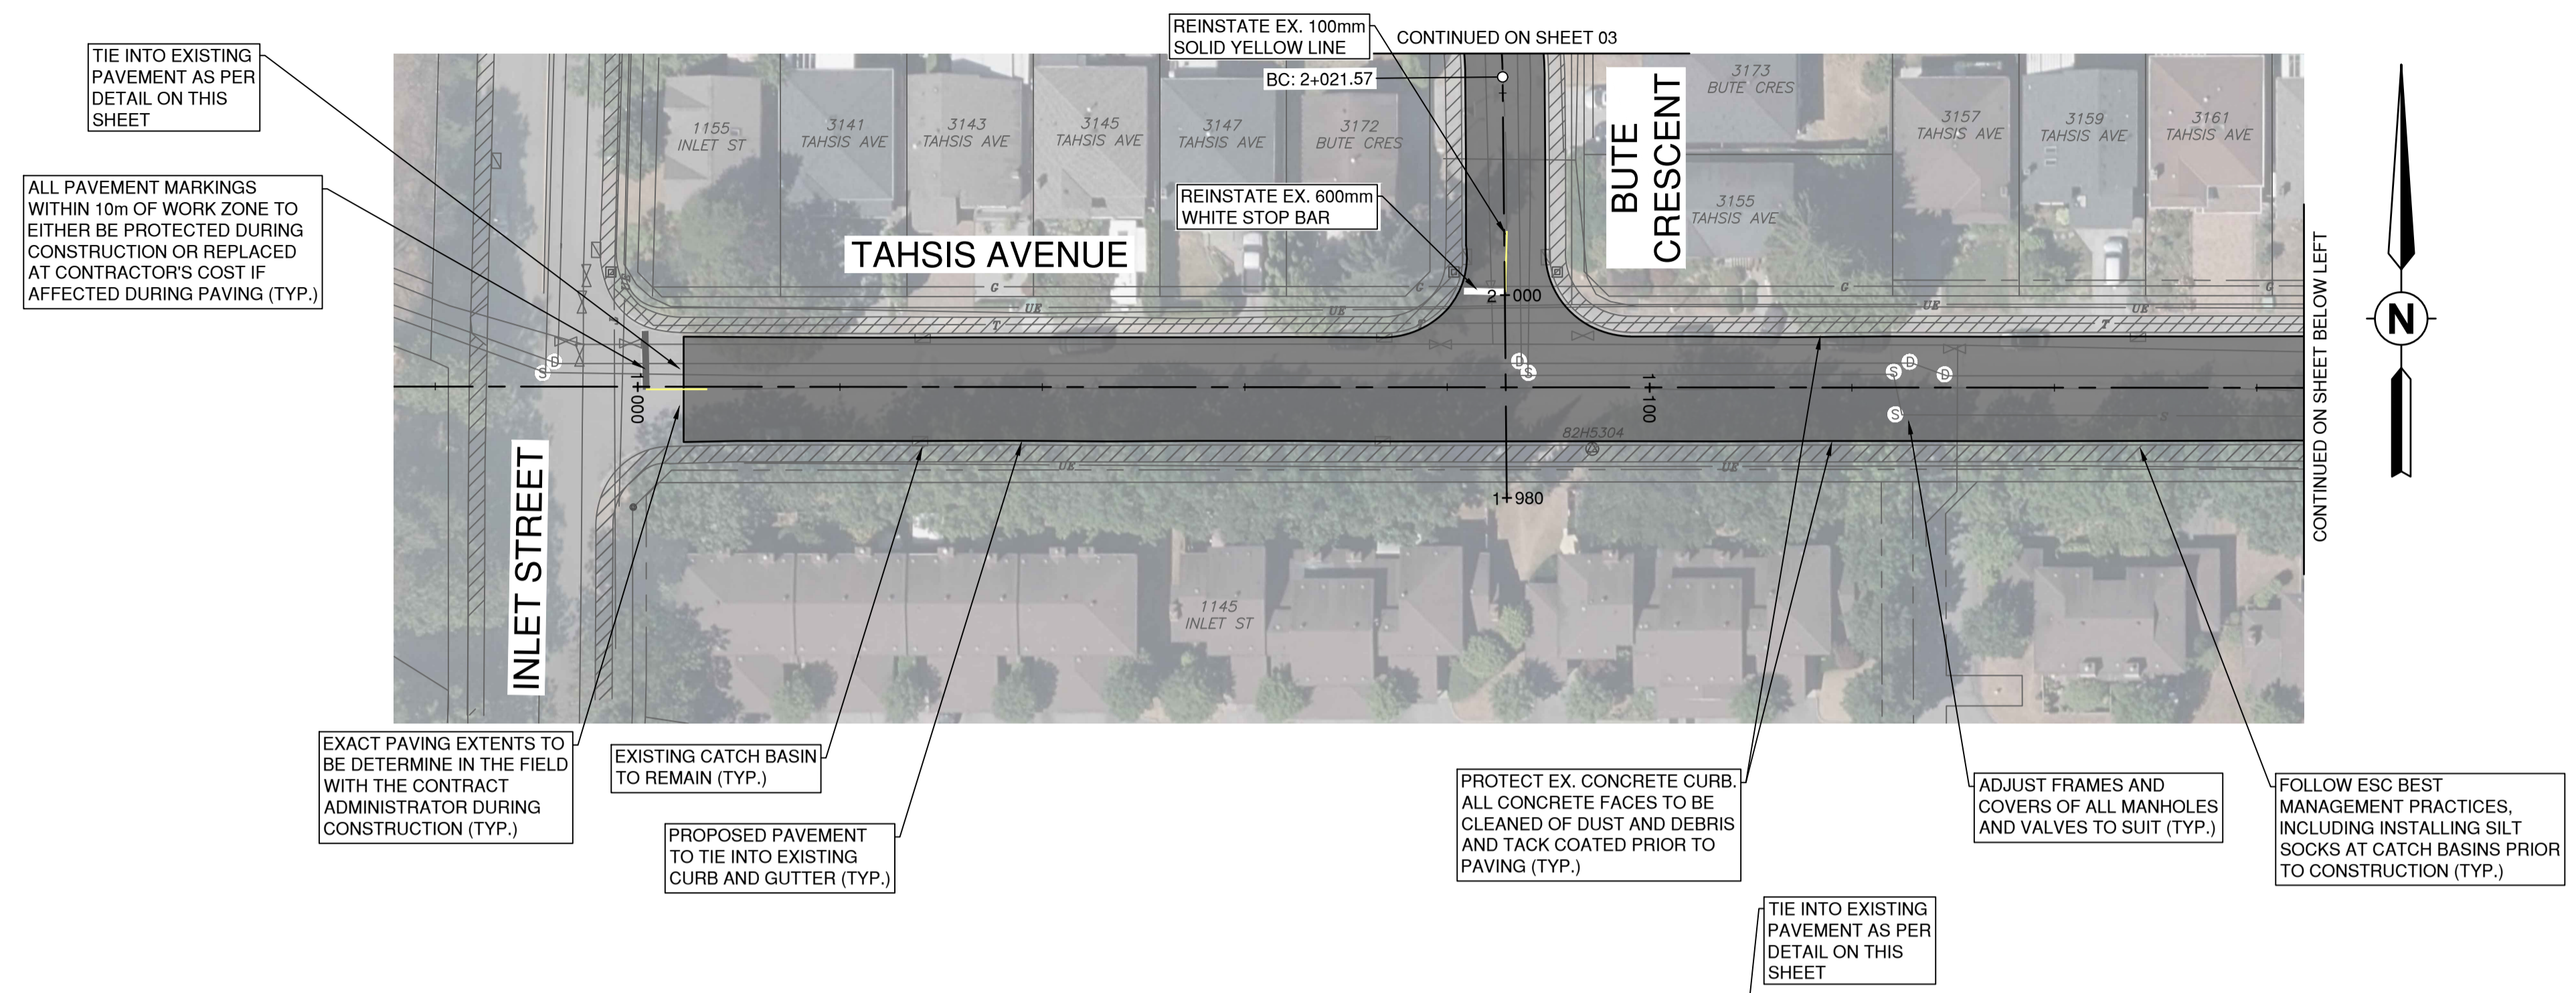 TIE INTO EXISTING
PAVEMENT AS PER
DETAIL ON THIS
SHEET
ALL PAVEMENT MARKINGS
WITHIN 10m OF WORK ZONE TO
EITHER BE PROTECTED DURING
CONSTRUCTION OR REPLACED
AT CONTRACTOR'S COST IF
AFFECTED DURING PAVING (TYP.)
REINSTATE EX. 100mm
SOLID YELLOW LINE
CONTINUED ON SHEET 03
BC: 2+021.57
REINSTATE EX. 600mm
WHITE STOP BAR
1155
INLET ST
3141
TAHSIS AVE
3143
TAHSIS AVE
3145
TAHSIS AVE
3147
TAHSIS AVE
3172
BUTE CRES
3173
BUTE CRES
3155
TAHSIS AVE
3157
TAHSIS AVE
3159
TAHSIS AVE
3161
TAHSIS AVE
TAHSIS AVENUE
BUTE
CRESCENT
INLET STREET
G
G
G
G
UE
UE
UE
UE
UE
T
T
2+000
D
S
D
S
S
D
D
S
S
1+000
1+100
82H5304
UE
UE
1+980
1145
INLET ST
CONTINUED ON SHEET BELOW LEFT
N
EXACT PAVING EXTENTS TO
BE DETERMINE IN THE FIELD
WITH THE CONTRACT
ADMINISTRATOR DURING
CONSTRUCTION (TYP.)
EXISTING CATCH BASIN
TO REMAIN (TYP.)
PROPOSED PAVEMENT
TO TIE INTO EXISTING
CURB AND GUTTER (TYP.)
PROTECT EX. CONCRETE CURB.
ALL CONCRETE FACES TO BE
CLEANED OF DUST AND DEBRIS
AND TACK COATED PRIOR TO
PAVING (TYP.)
ADJUST FRAMES AND
COVERS OF ALL MANHOLES
AND VALVES TO SUIT (TYP.)
FOLLOW ESC BEST
MANAGEMENT PRACTICES,
INCLUDING INSTALLING SILT
SOCKS AT CATCH BASINS PRIOR
TO CONSTRUCTION (TYP.)
TIE INTO EXISTING
PAVEMENT AS PER
DETAIL ON THIS
SHEET